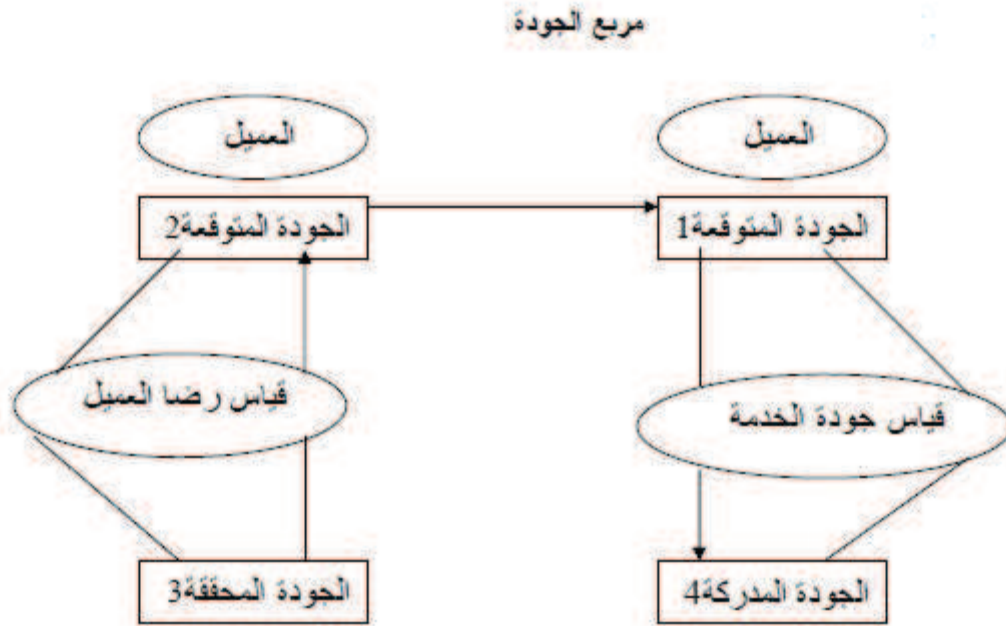 مربع الجودة
العميل
العميل
الجودة المتوقعة1
الجودة المتوقعة2
قياس جودة الخدمة
قياس رضا العميل
الجودة المدركة4
الجودة المحققة3